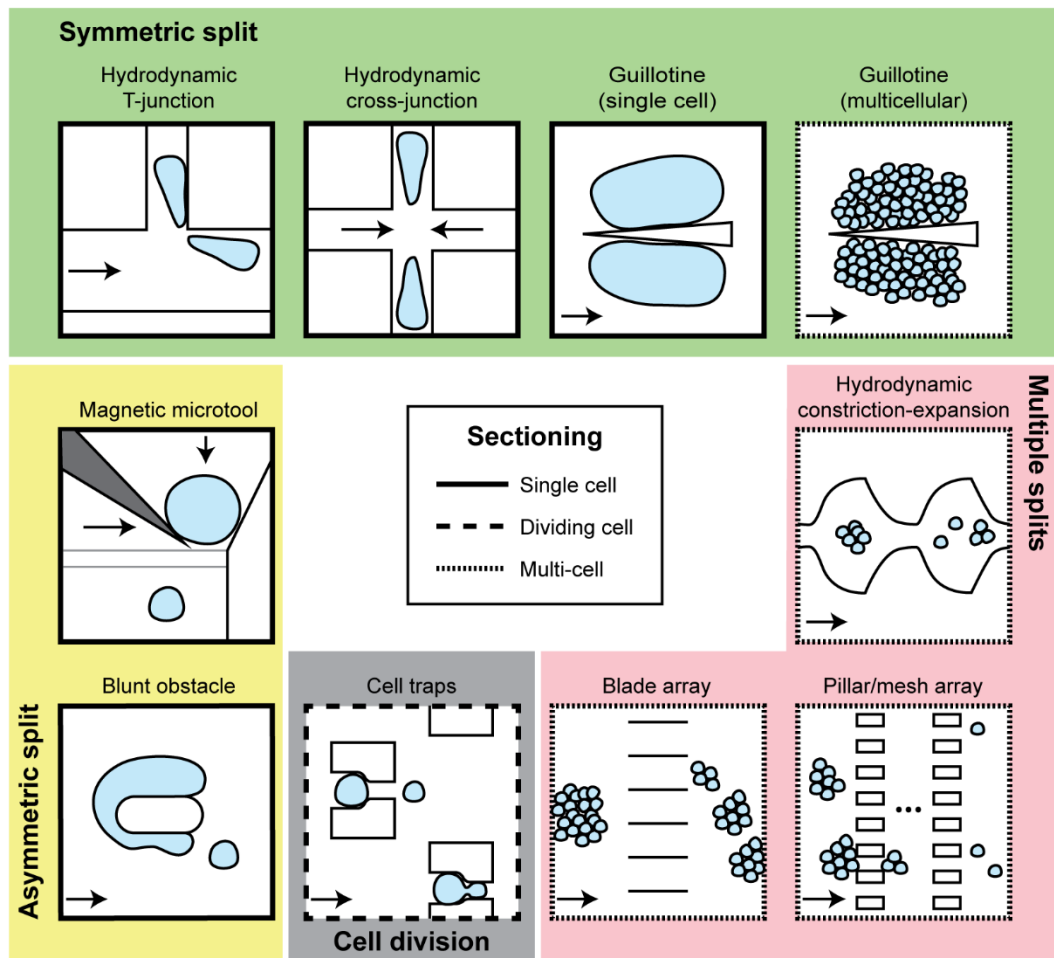 Symmetric split
Hydrodynamic
T-junction
Hydrodynamic
cross-junction
Guillotine
(single cell)
Guillotine
(multicellular)
Magnetic microtool
Sectioning
Single cell
Dividing cell
Multi-cell
Hydrodynamic
constriction-expansion
Multiple splits
Asymmetric split
Blunt obstacle
Cell traps
Cell division
Blade array
Pillar/mesh array
...